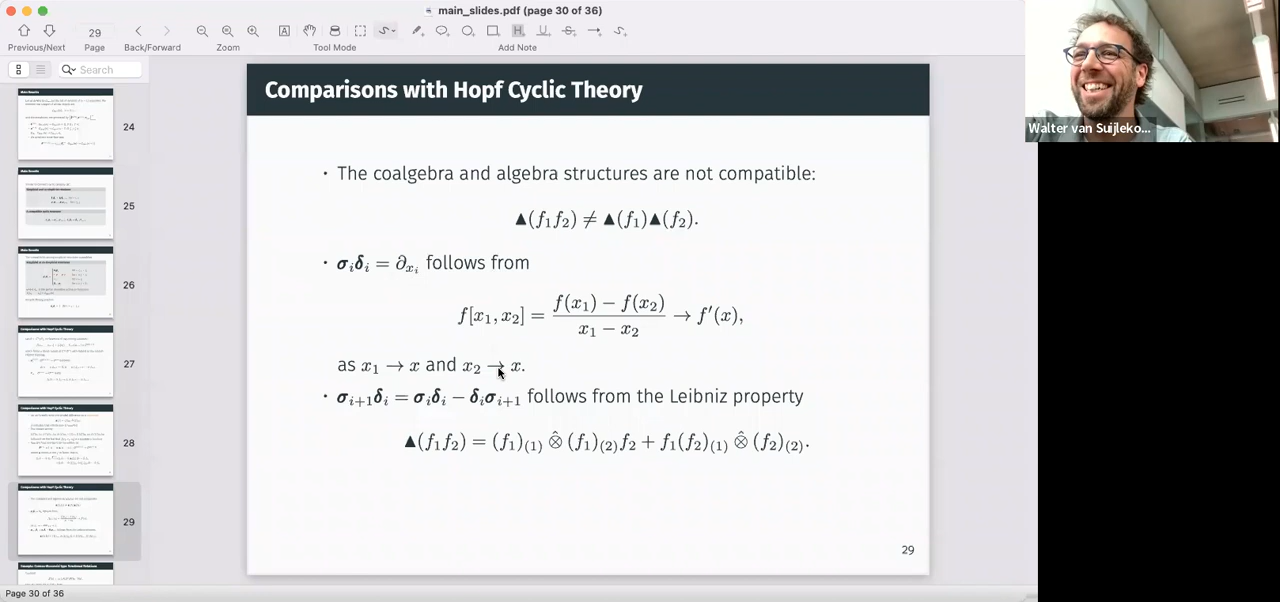 main_slides.pdf (page 30 of 36)
29
Search
Previous/Next
Page
Back/Forward
Zoom
Tool Mode
Add Note
Walter van Suijleko...
24
25
26
27
28
29
Comparisons with Hopf Cyclic Theory
• The coalgebra and algebra structures are not compatible:
▲(f₁f₂) ≠ ▲(f₁)▲(f₂).
• σᵢδᵢ = ∂ₓᵢ follows from
f[x₁, x₂] = (f(x₁) − f(x₂)) / (x₁ − x₂) → f′(x),
as x₁ → x and x₂ → x.
• σᵢ₊₁δᵢ = σᵢδᵢ − δᵢσᵢ₊₁ follows from the Leibniz property
▲(f₁f₂) = (f₁)₍₁₎ ⊗̂ (f₁)₍₂₎f₂ + f₁(f₂)₍₁₎ ⊗̂ (f₂)₍₂₎.
29
Page 30 of 36